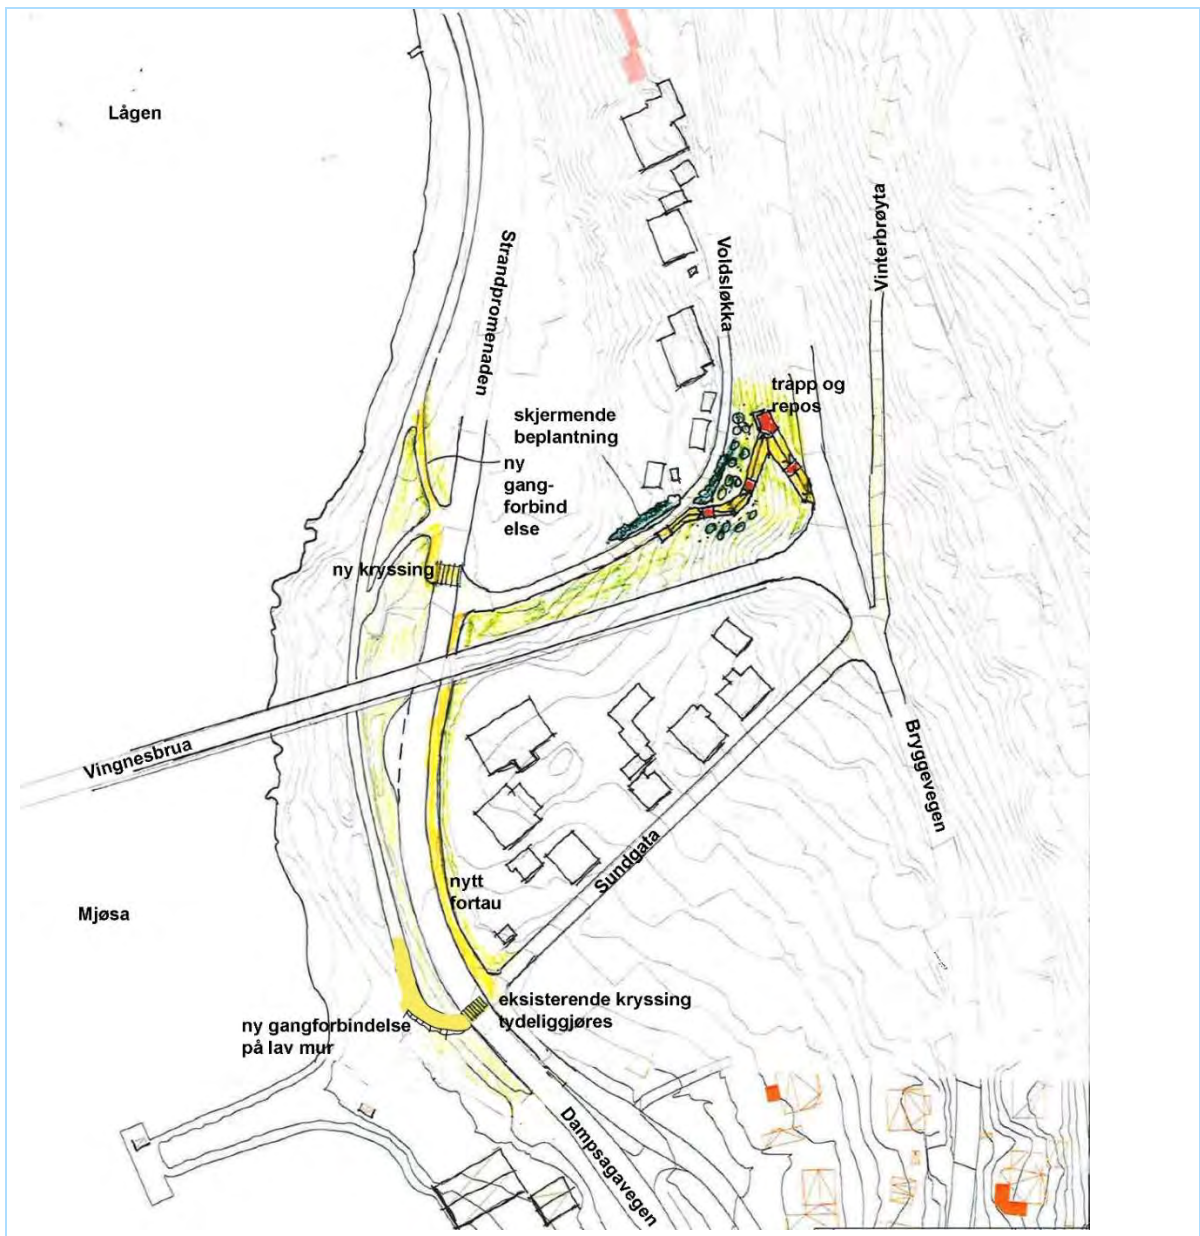 Lågen
Strandpromenaden
Voldsløkka
Vinterbrøyta
trapp og
repos
skjermende
beplantning
ny
gang-
forbind
else
ny kryssing
Vingnesbrua
Bryggevegen
Sundgata
nytt
fortau
Mjøsa
eksisterende kryssing
tydeliggjøres
ny gangforbindelse
på lav mur
Dampsagavegen